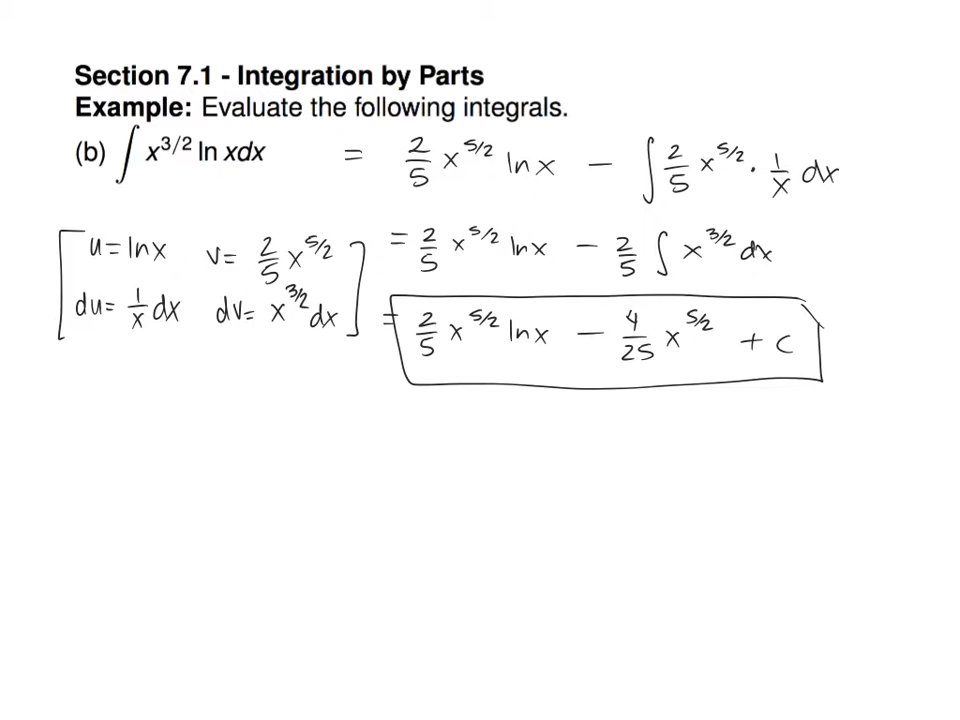 Section 7.1 - Integration by Parts
Example: Evaluate the following integrals.
(b) ∫ x^{3/2} ln xdx = 2/5 x^{5/2} ln x − ∫ 2/5 x^{5/2} · 1/x dx
[ u = ln x v = 2/5 x^{5/2} ] = 2/5 x^{5/2} ln x − 2/5 ∫ x^{3/2} dx
[ du = 1/x dx dv = x^{3/2} dx ] = 2/5 x^{5/2} ln x − 4/25 x^{5/2} + C